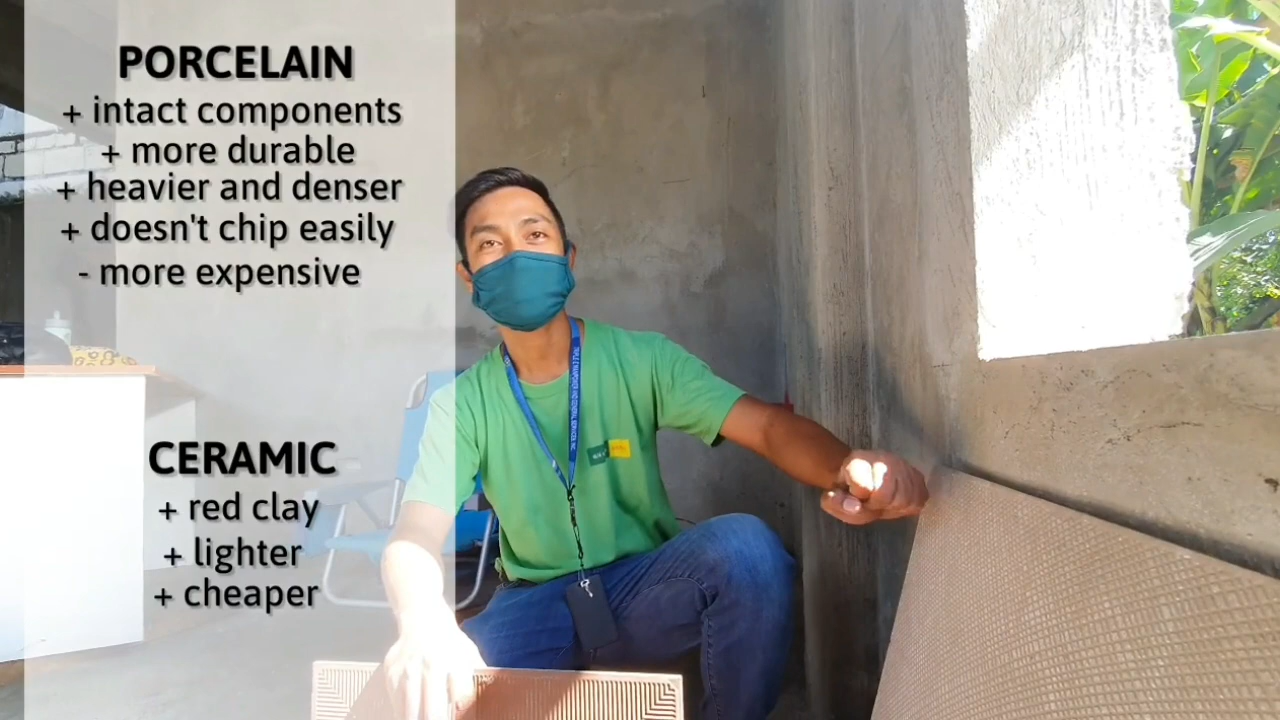 PORCELAIN
+ intact components
+ more durable
+ heavier and denser
+ doesn't chip easily
- more expensive
CERAMIC
+ red clay
+ lighter
+ cheaper